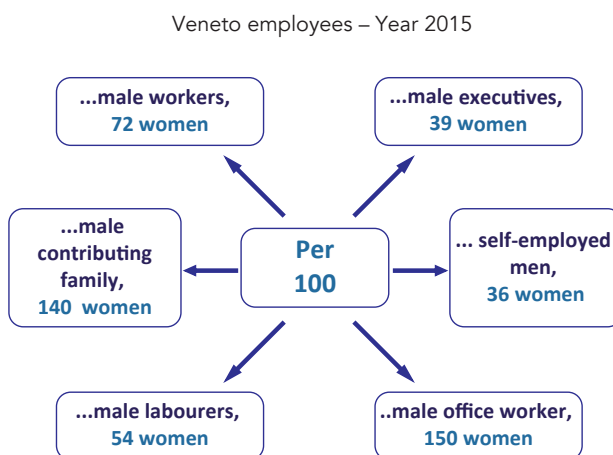 Veneto employees – Year 2015
...male workers,
72 women
...male executives,
39 women
...male
contributing
family,
140 women
Per
100
... self-employed
men,
36 women
...male labourers,
54 women
..male office worker,
150 women